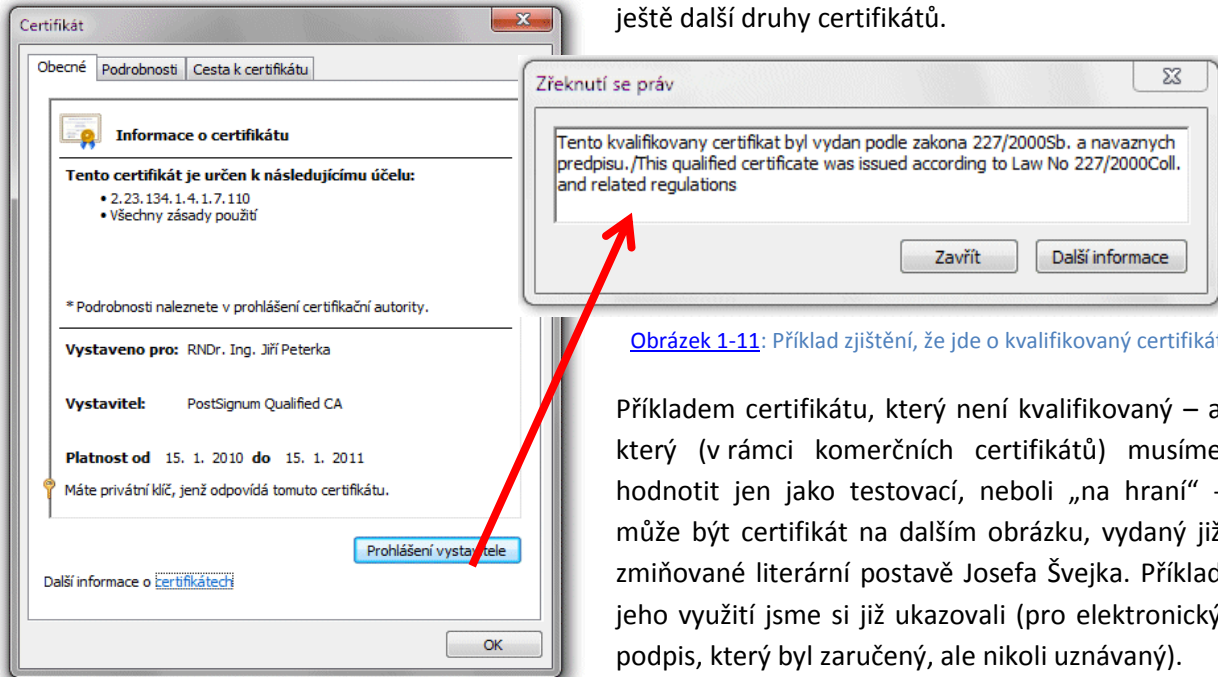 Certifikát
Obecné Podrobnosti Cesta k certifikátu
Informace o certifikátu
Tento certifikát je určen k následujícímu účelu:
• 2.23.134.1.4.1.7.110
• Všechny zásady použití
* Podrobnosti naleznete v prohlášení certifikační autority.
Vystaveno pro: RNDr. Ing. Jiří Peterka
Vystavitel: PostSignum Qualified CA
Platnost od 15. 1. 2010 do 15. 1. 2011
Máte privátní klíč, jenž odpovídá tomuto certifikátu.
Prohlášení vystavitele
Další informace o certifikátech
OK
ještě další druhy certifikátů.
Zřeknutí se práv
Tento kvalifikovany certifikat byl vydan podle zakona 227/2000Sb. a navaznych
predpisu./This qualified certificate was issued according to Law No 227/2000Coll.
and related regulations
Zavřít Další informace
Obrázek 1-11: Příklad zjištění, že jde o kvalifikovaný certifikát
Příkladem certifikátu, který není kvalifikovaný – a
který (v rámci komerčních certifikátů) musíme
hodnotit jen jako testovací, neboli „na hraní“ -
může být certifikát na dalším obrázku, vydaný již
zmiňované literární postavě Josefa Švejka. Příklad
jeho využití jsme si již ukazovali (pro elektronický
podpis, který byl zaručený, ale nikoli uznávaný).